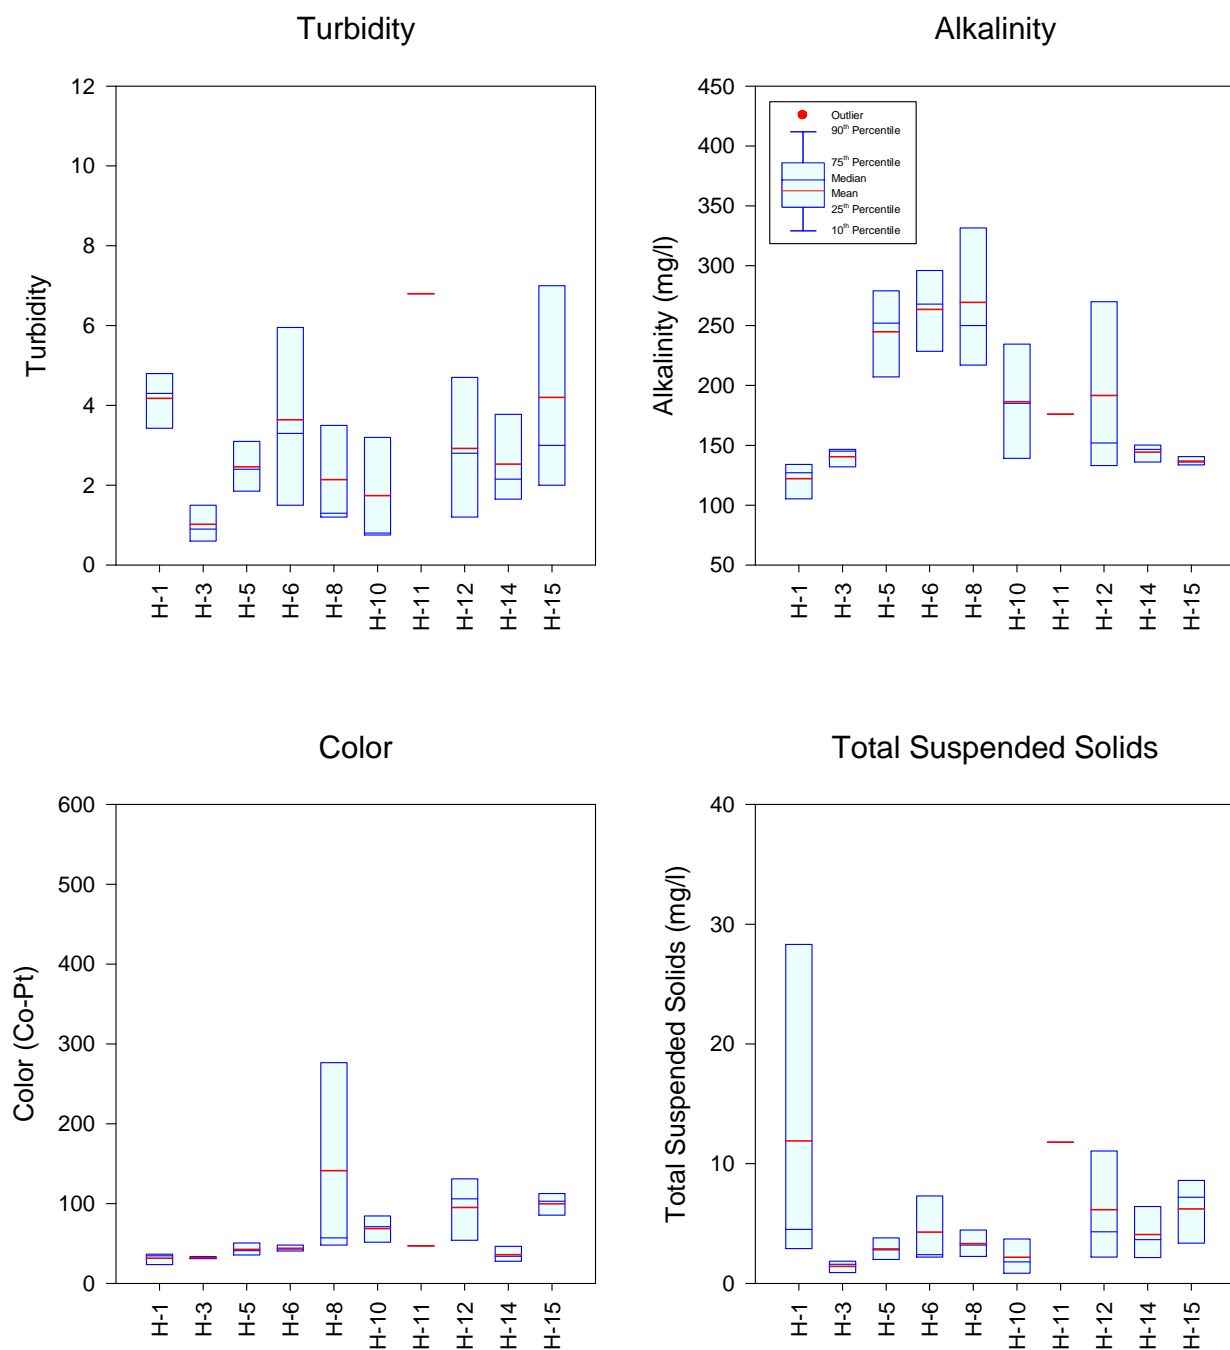 Turbidity
Turbidity
12
10
8
6
4
2
0
H-1 H-3 H-5 H-6 H-8 H-10 H-11 H-12 H-14 H-15
Alkalinity
Alkalinity (mg/l)
450
400
350
300
250
200
150
100
50
Outlier
90th Percentile
75th Percentile
Median
Mean
25th Percentile
10th Percentile
H-1 H-3 H-5 H-6 H-8 H-10 H-11 H-12 H-14 H-15
Color
Color (Co-Pt)
600
500
400
300
200
100
0
H-1 H-3 H-5 H-6 H-8 H-10 H-11 H-12 H-14 H-15
Total Suspended Solids
Total Suspended Solids (mg/l)
40
30
20
10
0
H-1 H-3 H-5 H-6 H-8 H-10 H-11 H-12 H-14 H-15